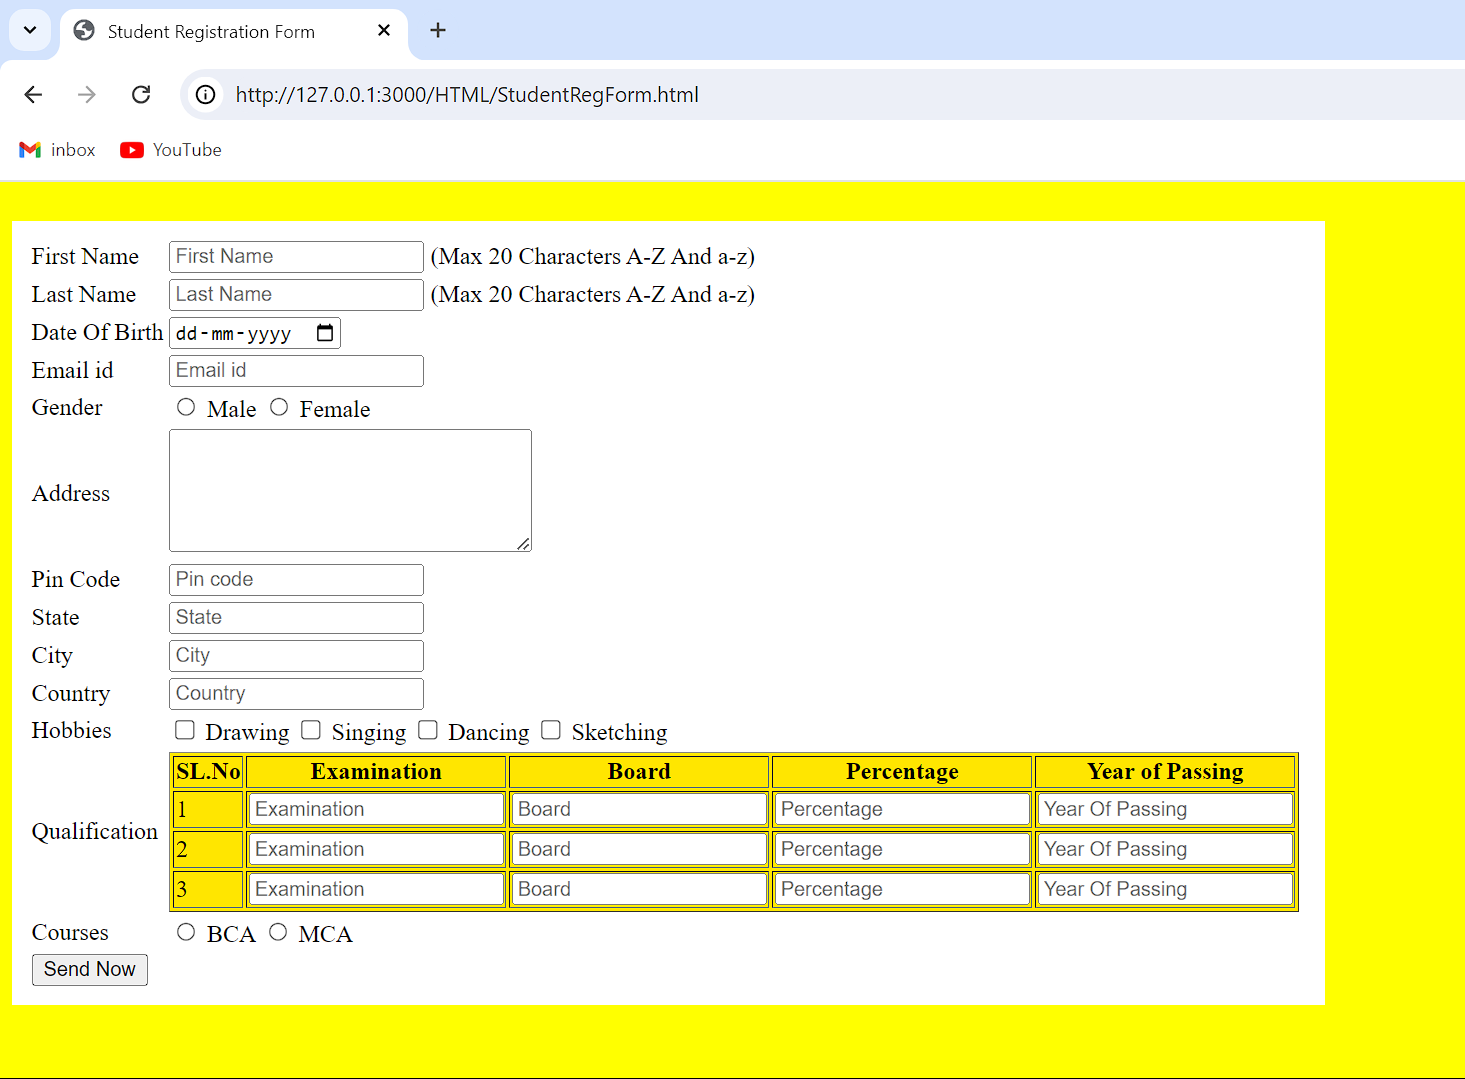 Student Registration Form
http://127.0.0.1:3000/HTML/StudentRegForm.html
inbox YouTube
First Name First Name (Max 20 Characters A-Z And a-z)
Last Name Last Name (Max 20 Characters A-Z And a-z)
Date Of Birth dd-mm-yyyy
Email id Email id
Gender Male Female
Address
Pin Code Pin code
State State
City City
Country Country
Hobbies Drawing Singing Dancing Sketching
SL.No Examination Board Percentage Year of Passing
1 Examination Board Percentage Year Of Passing
Qualification
2 Examination Board Percentage Year Of Passing
3 Examination Board Percentage Year Of Passing
Courses BCA MCA
Send Now